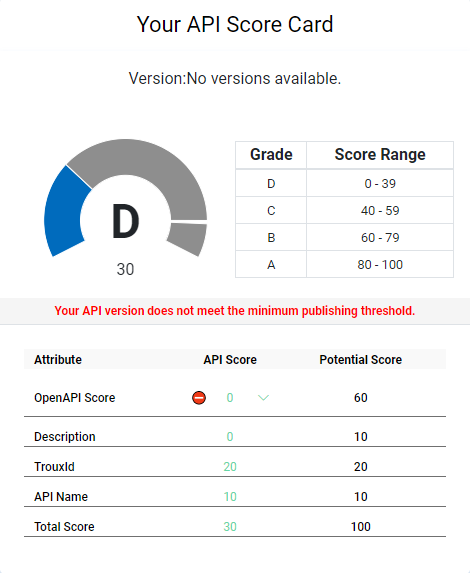 Your API Score Card
Version:No versions available.
D
30
Grade Score Range
D 0 - 39
C 40 - 59
B 60 - 79
A 80 - 100
Your API version does not meet the minimum publishing threshold.
Attribute API Score Potential Score
OpenAPI Score 0 60
Description 0 10
TrouxId 20 20
API Name 10 10
Total Score 30 100